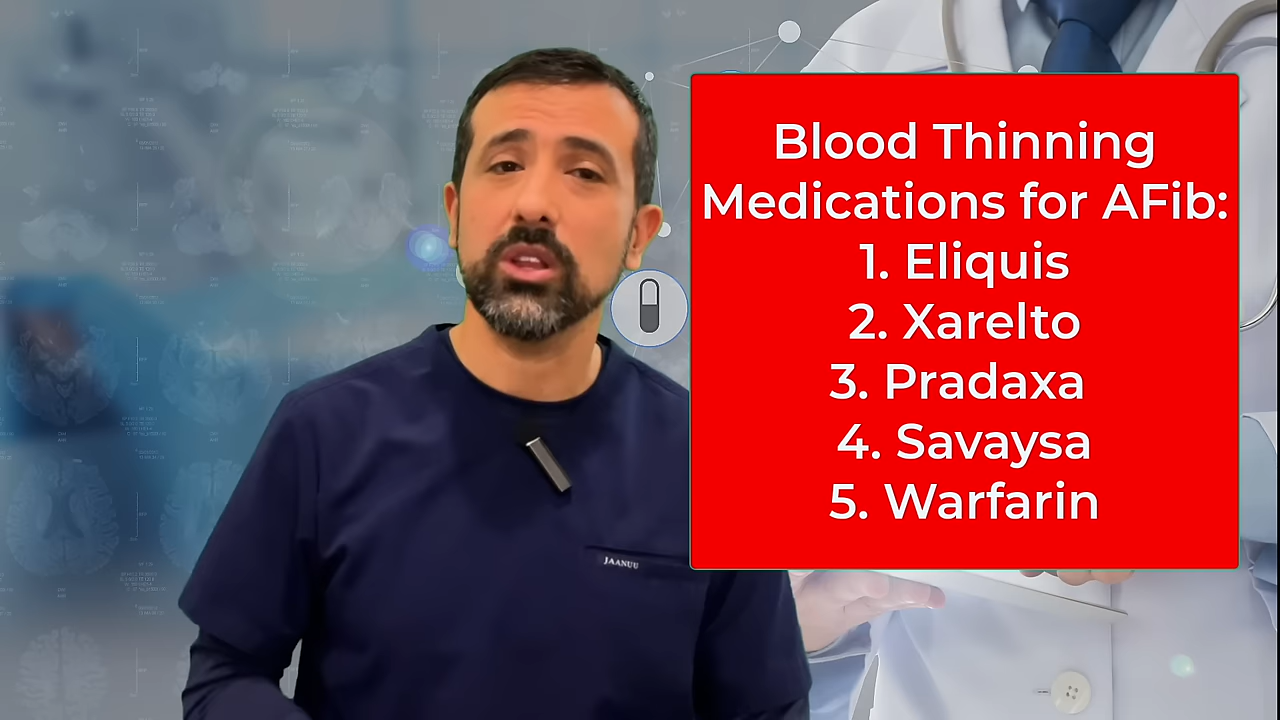 Blood Thinning
Medications for AFib:
1. Eliquis
2. Xarelto
3. Pradaxa
4. Savaysa
5. Warfarin
JAANUU